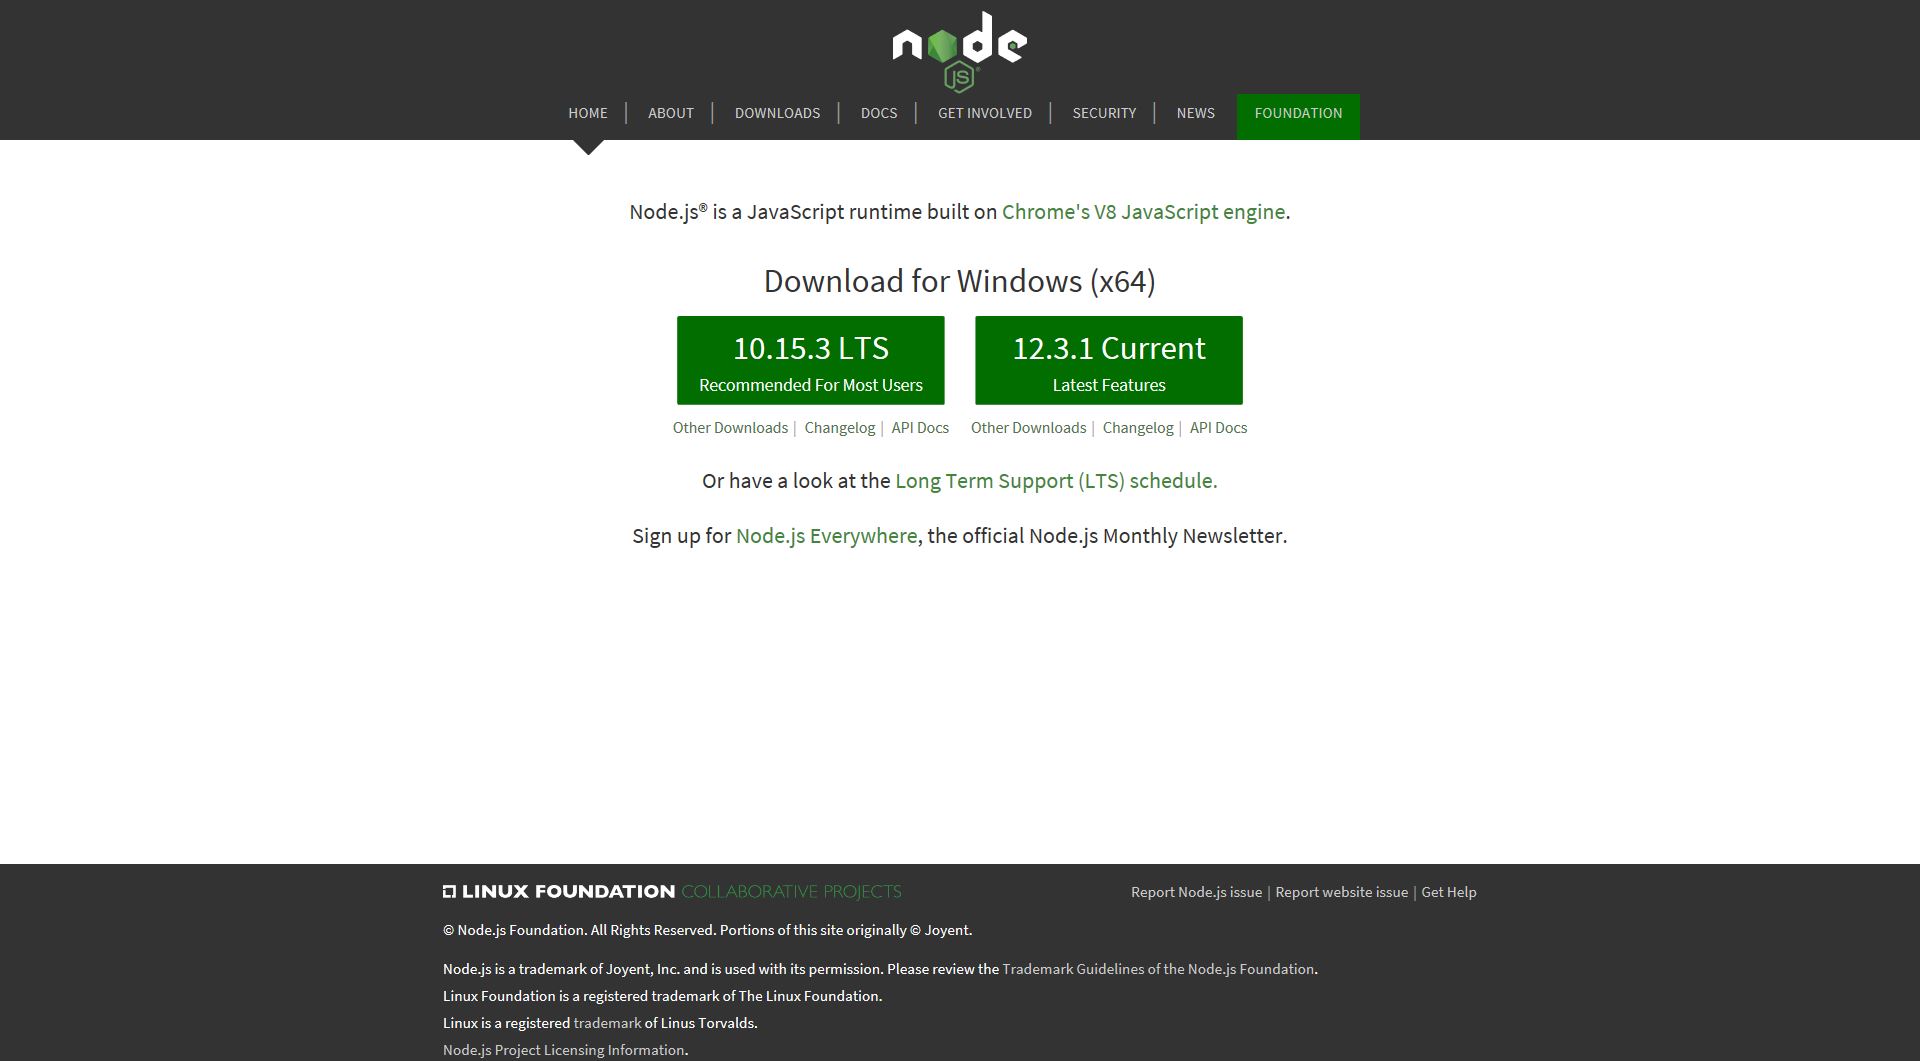 node
JS®
HOME | ABOUT | DOWNLOADS | DOCS | GET INVOLVED | SECURITY | NEWS FOUNDATION
Node.js® is a JavaScript runtime built on Chrome's V8 JavaScript engine.
Download for Windows (x64)
10.15.3 LTS
Recommended For Most Users
12.3.1 Current
Latest Features
Other Downloads | Changelog | API Docs
Other Downloads | Changelog | API Docs
Or have a look at the Long Term Support (LTS) schedule.
Sign up for Node.js Everywhere, the official Node.js Monthly Newsletter.
LINUX FOUNDATION COLLABORATIVE PROJECTS
Report Node.js issue | Report website issue | Get Help
© Node.js Foundation. All Rights Reserved. Portions of this site originally © Joyent.
Node.js is a trademark of Joyent, Inc. and is used with its permission. Please review the Trademark Guidelines of the Node.js Foundation.
Linux Foundation is a registered trademark of The Linux Foundation.
Linux is a registered trademark of Linus Torvalds.
Node.js Project Licensing Information.